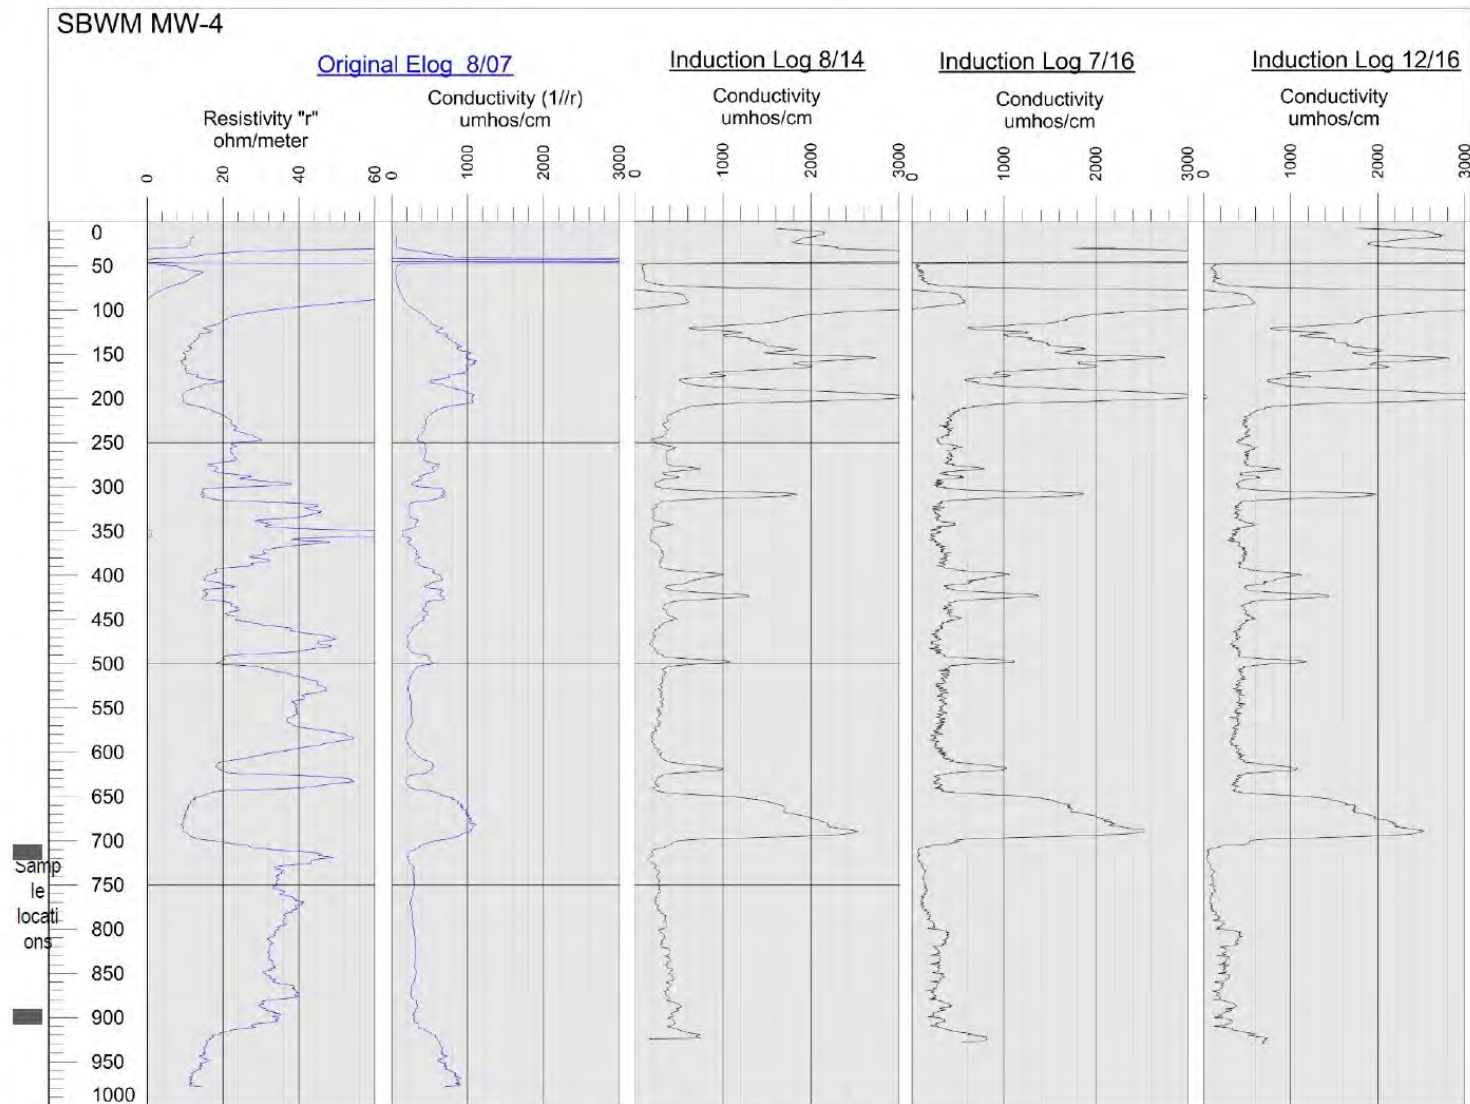 SBWM MW-4
Original Elog 8/07
Induction Log 8/14
Induction Log 7/16
Induction Log 12/16
Resistivity "r"
ohm/meter
Conductivity (1//r)
umhos/cm
Conductivity
umhos/cm
Conductivity
umhos/cm
Conductivity
umhos/cm
0 20 40 60
0 1000 2000 3000
0 1000 2000 3000
0 1000 2000 3000
0 1000 2000 3000
0
50
100
150
200
250
300
350
400
450
500
550
600
650
700
750
800
850
900
950
1000
Samp
le
locati
ons